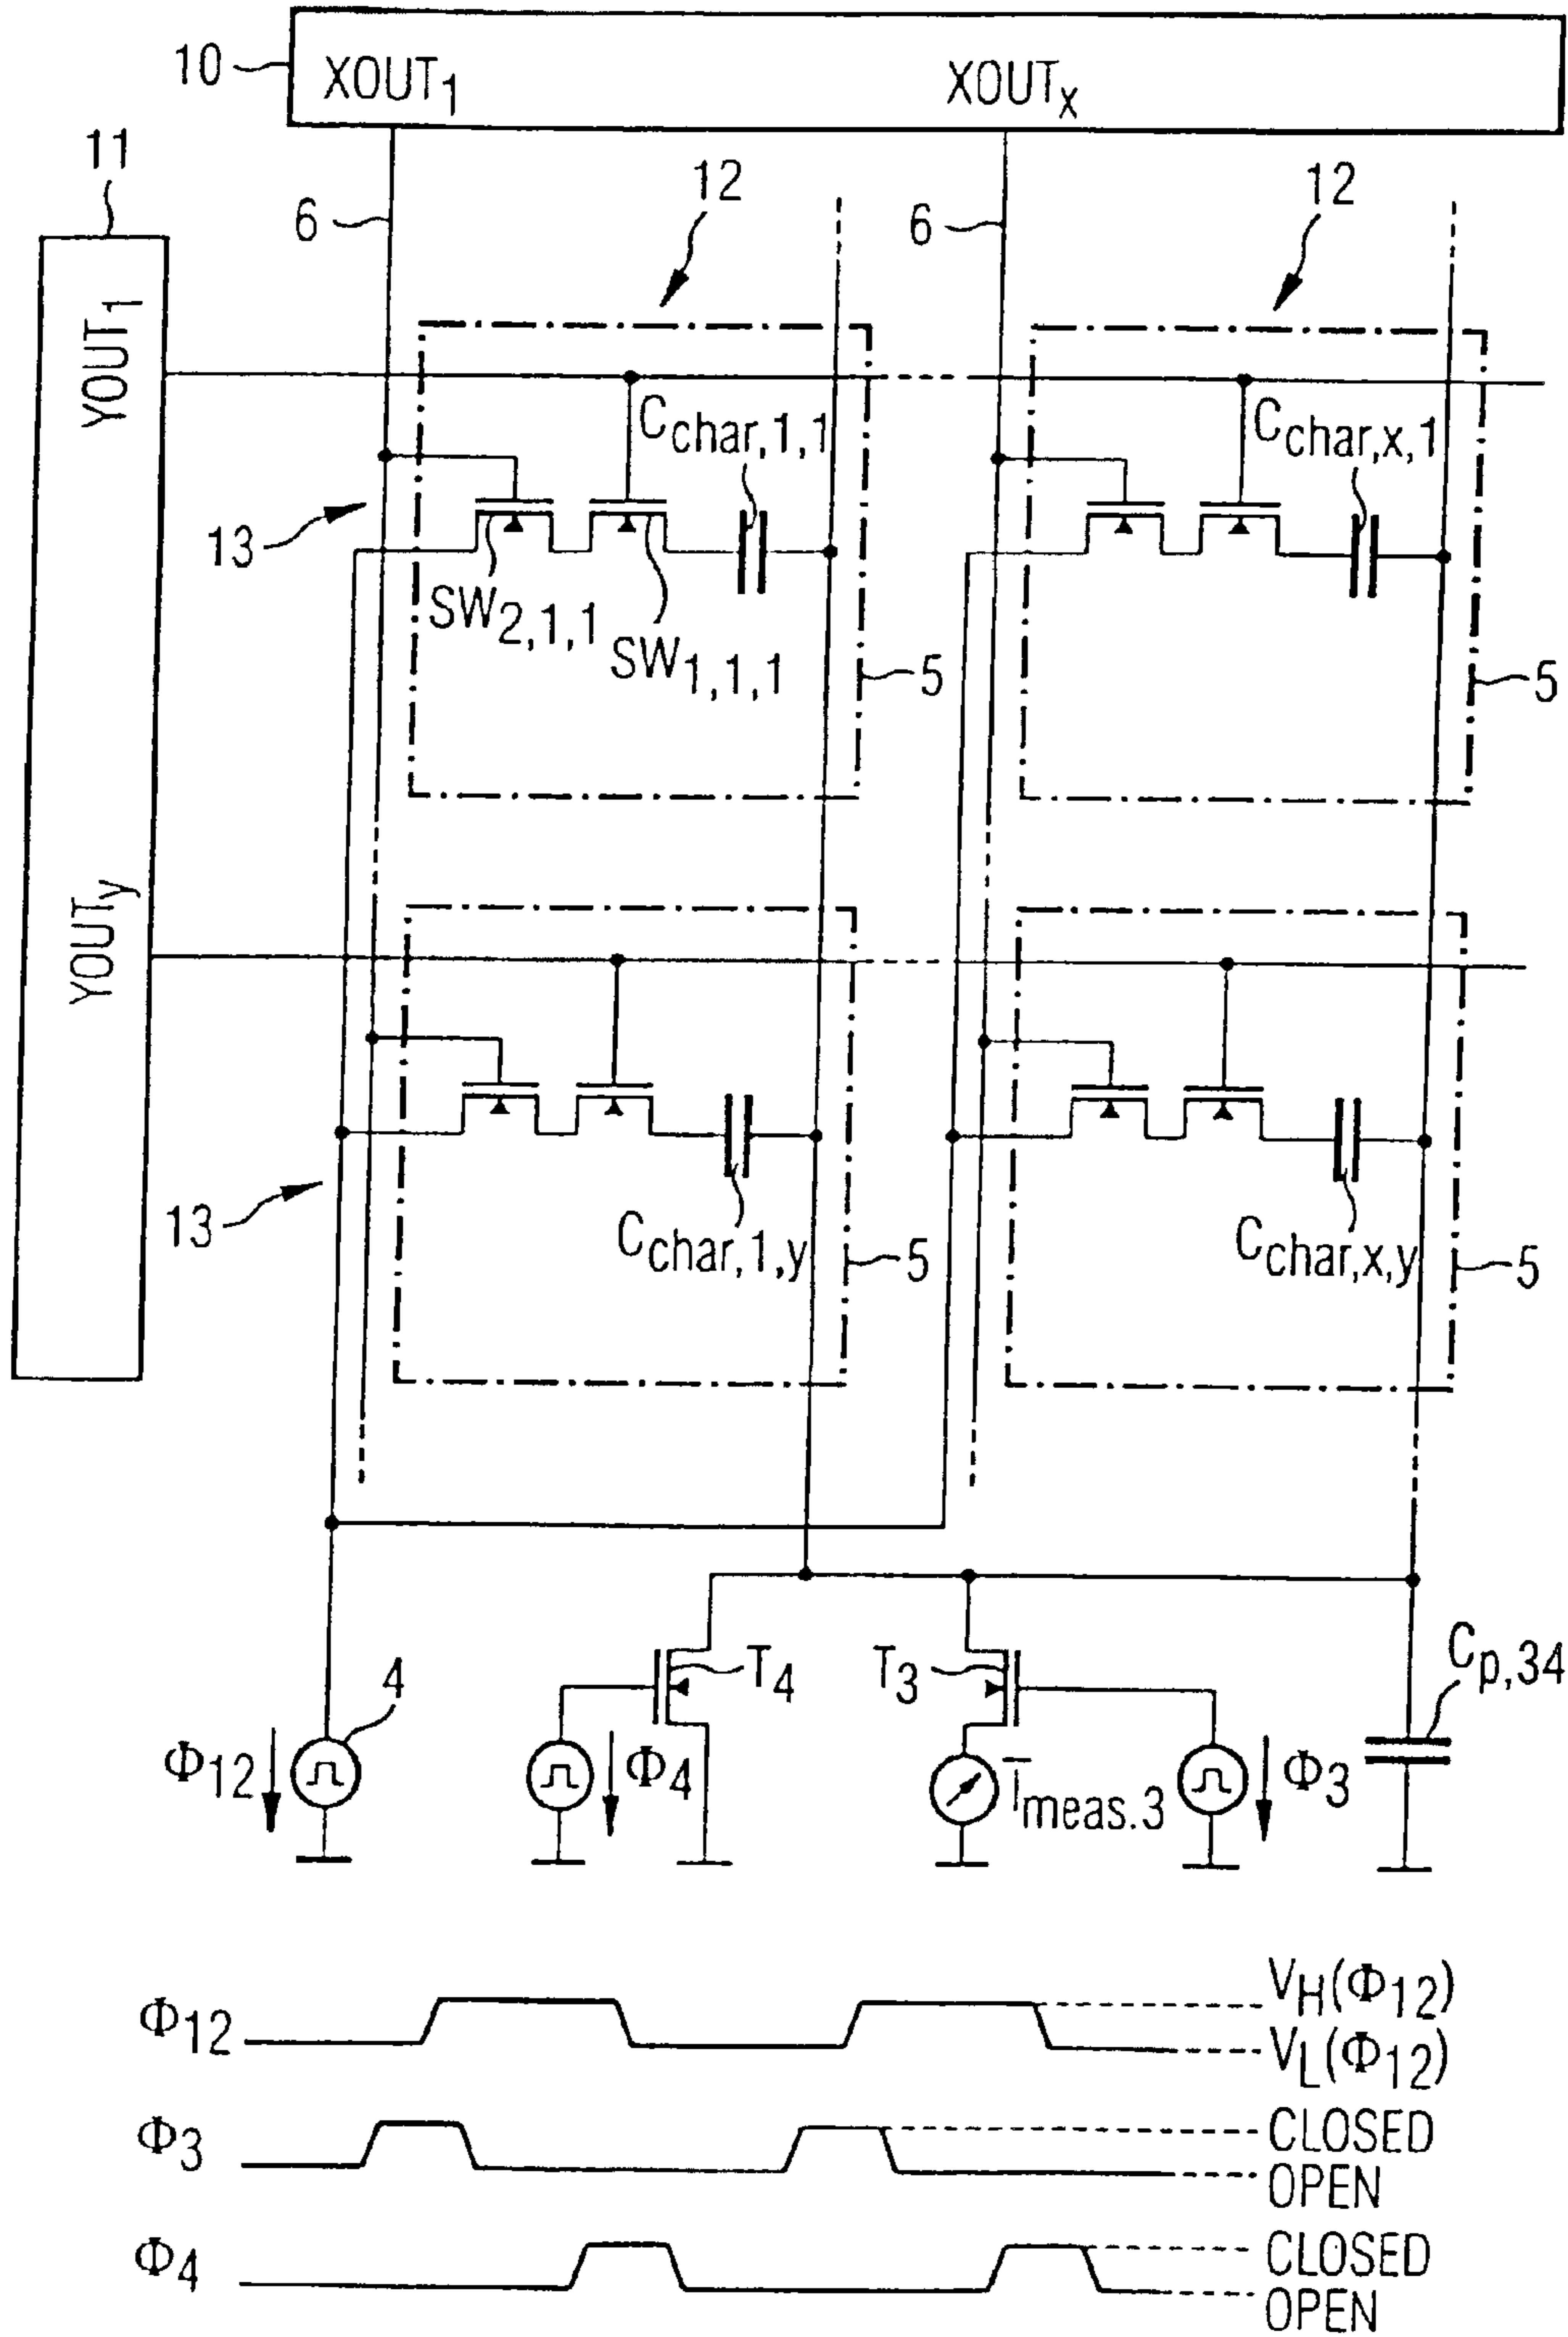 10
XOUT1
XOUTx
11
6
12
6
12
YOUT1
Cchar,1,1
Cchar,x,1
13
SW2,1,1
SW1,1,1
5
5
YOUTy
13
Cchar,1,y
5
Cchar,x,y
5
4
T4
T3
Cp,34
Φ12
Φ4
Imeas.3
Φ3
Φ12
VH(Φ12)
VL(Φ12)
Φ3
CLOSED
OPEN
Φ4
CLOSED
OPEN